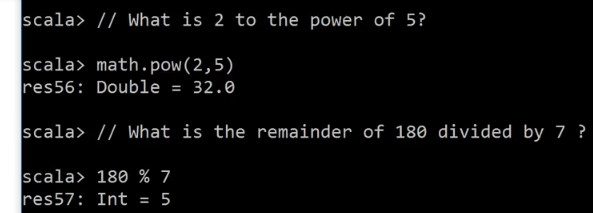 scala> // What is 2 to the power of 5?
scala> math.pow(2,5)
res56: Double = 32.0
scala> // What is the remainder of 180 divided by 7 ?
scala> 180 % 7
res57: Int = 5